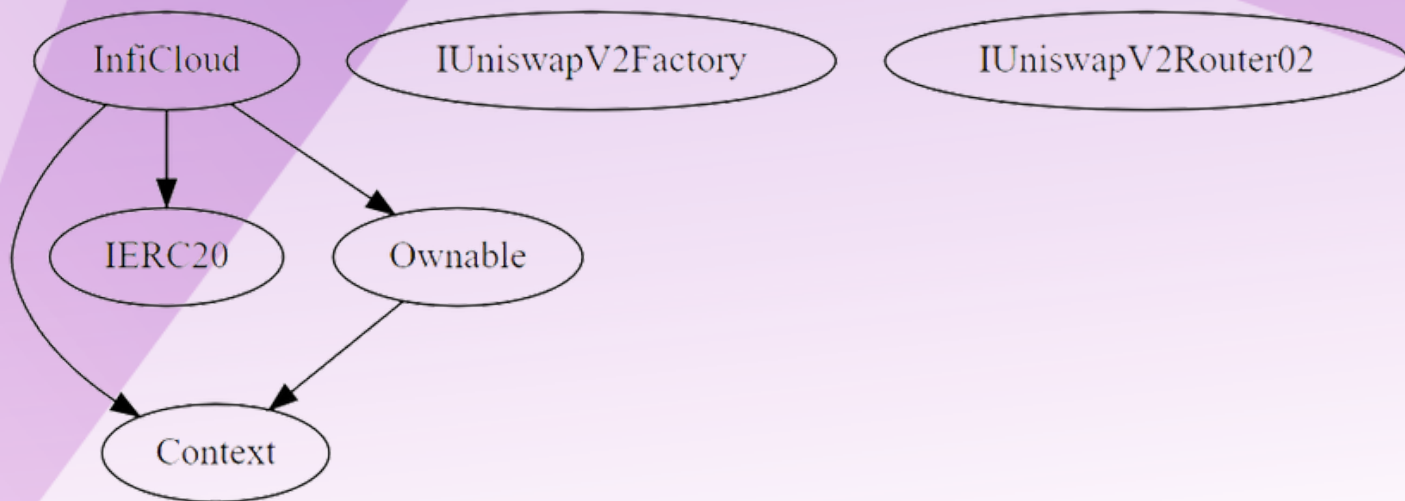 InfiCloud
IUniswapV2Factory
IUniswapV2Router02
IERC20
Ownable
Context